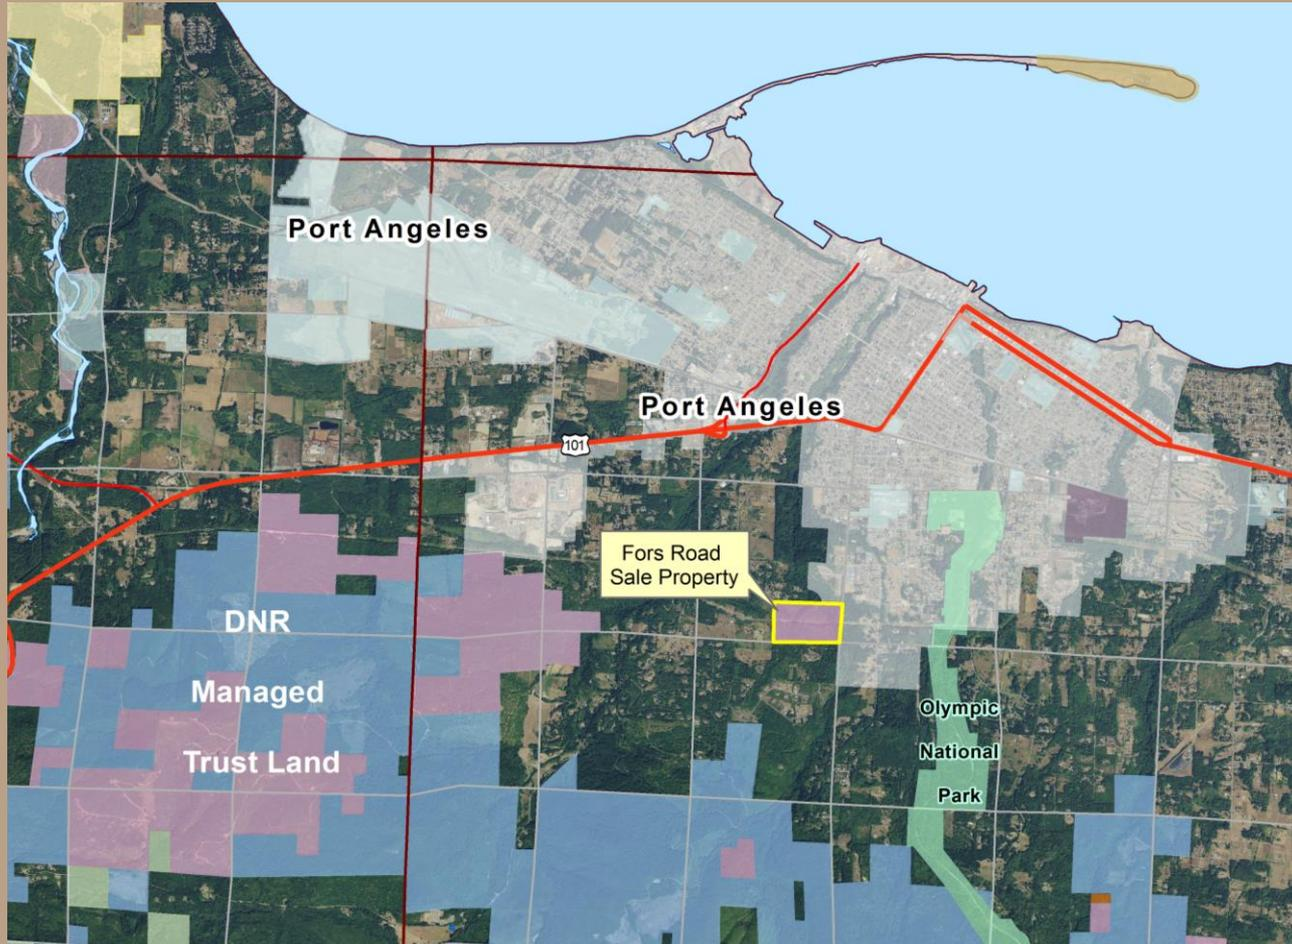 Port Angeles
Port Angeles
101
Fors Road
Sale Property
DNR
Managed
Trust Land
Olympic
National
Park